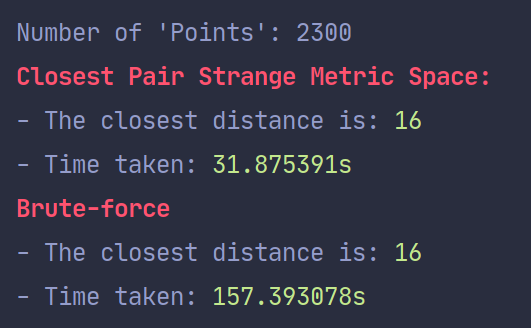 Number of 'Points': 2300
Closest Pair Strange Metric Space:
- The closest distance is: 16
- Time taken: 31.875391s
Brute-force
- The closest distance is: 16
- Time taken: 157.393078s